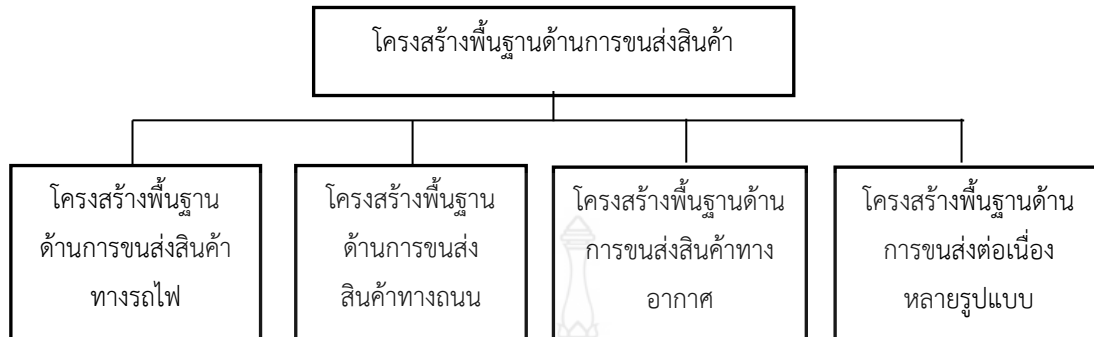 โครงสร้างพื้นฐานด้านการขนส่งสินค้า
โครงสร้างพื้นฐาน
ด้านการขนส่งสินค้า
ทางรถไฟ
โครงสร้างพื้นฐาน
ด้านการขนส่ง
สินค้าทางถนน
โครงสร้างพื้นฐานด้าน
การขนส่งสินค้าทาง
อากาศ
โครงสร้างพื้นฐานด้าน
การขนส่งต่อเนื่อง
หลายรูปแบบ